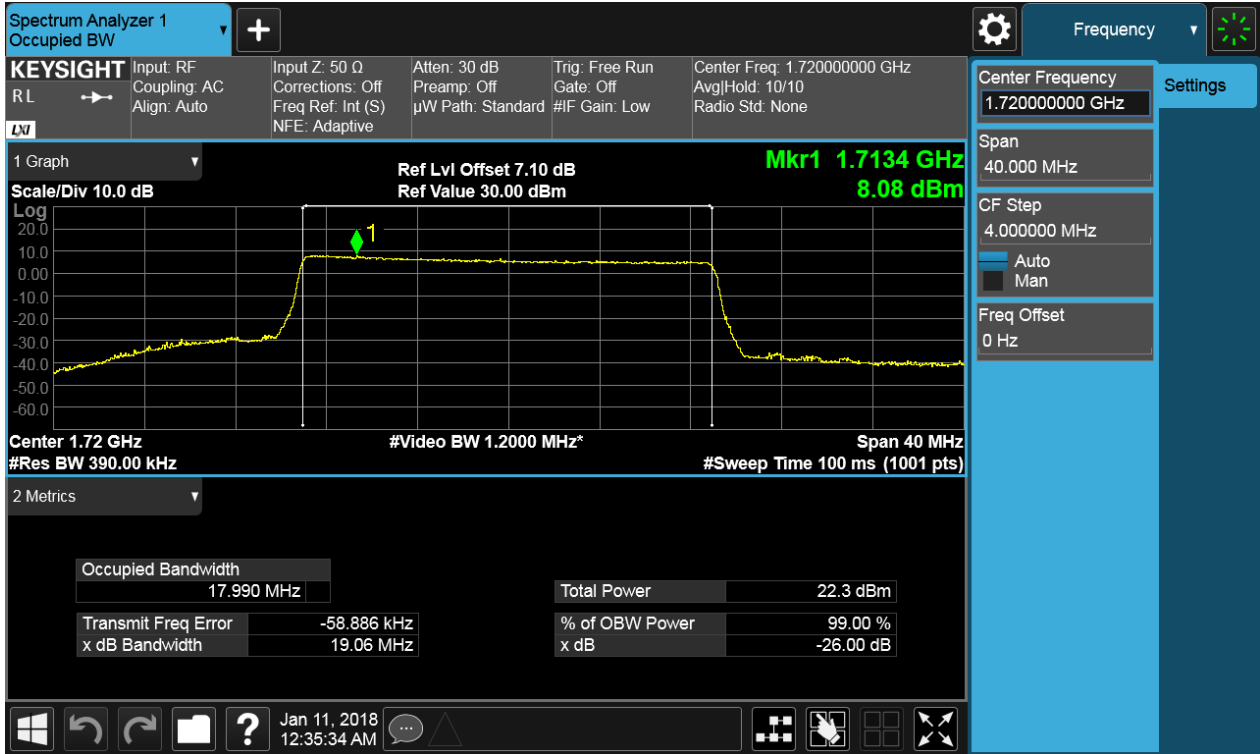 Spectrum Analyzer 1
Occupied BW
Frequency
KEYSIGHT
R L
LXI
Input: RF
Coupling: AC
Align: Auto
Input Z: 50 Ω
Corrections: Off
Freq Ref: Int (S)
NFE: Adaptive
Atten: 30 dB
Preamp: Off
µW Path: Standard
Trig: Free Run
Gate: Off
#IF Gain: Low
Center Freq: 1.720000000 GHz
Avg|Hold: 10/10
Radio Std: None
Center Frequency
1.720000000 GHz
Settings
Span
40.000 MHz
CF Step
4.000000 MHz
Auto
Man
Freq Offset
0 Hz
1 Graph
Scale/Div 10.0 dB
Ref Lvl Offset 7.10 dB
Ref Value 30.00 dBm
Mkr1 1.7134 GHz
8.08 dBm
Log
20.0
10.0
0.00
-10.0
-20.0
-30.0
-40.0
-50.0
-60.0
1
Center 1.72 GHz
#Video BW 1.2000 MHz*
Span 40 MHz
#Res BW 390.00 kHz
#Sweep Time 100 ms (1001 pts)
2 Metrics
Occupied Bandwidth
17.990 MHz
Total Power 22.3 dBm
Transmit Freq Error -58.886 kHz
% of OBW Power 99.00 %
x dB Bandwidth 19.06 MHz
x dB -26.00 dB
?
Jan 11, 2018
12:35:34 AM